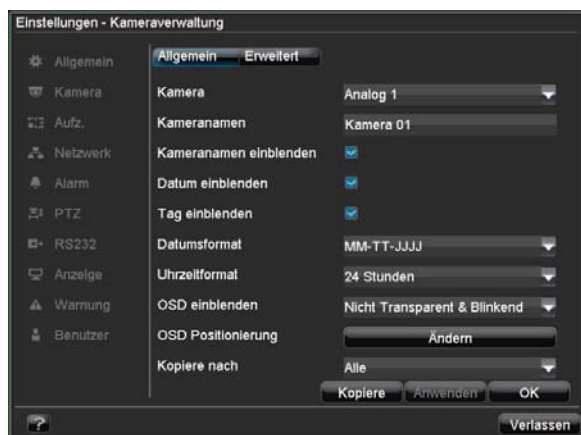 Einstellungen - Kameraverwaltung
Allgemein
Kamera
Aufz.
Netzwerk
Alarm
PTZ
RS232
Anzeige
Warnung
Benutzer
Allgemein Erweitert
Kamera Analog 1
Kameranamen Kamera 01
Kameranamen einblenden
Datum einblenden
Tag einblenden
Datumsformat MM-TT-JJJJ
Uhrzeitformat 24 Stunden
OSD einblenden Nicht Transparent & Blinkend
OSD Positionierung Ändern
Kopiere nach Alle
Kopiere Anwenden OK
? Verlassen